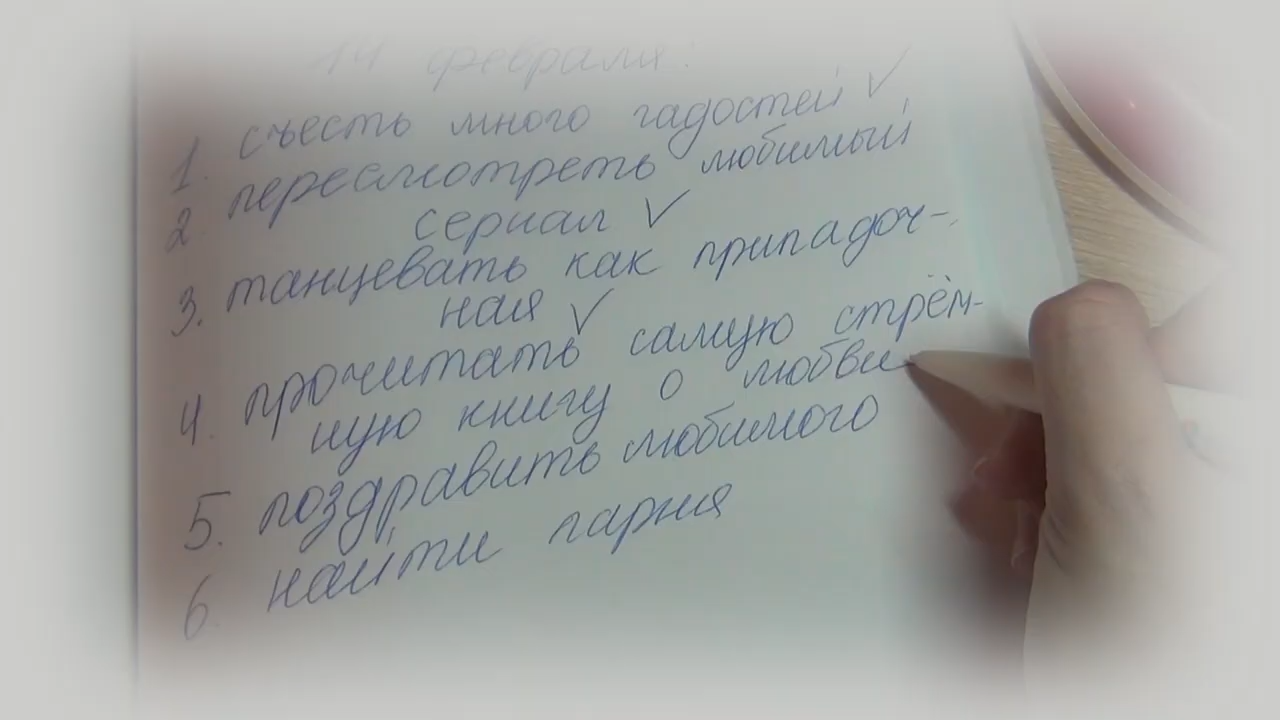 14 февраля:
1. съесть много гадостей ✓
2 пересмотреть любимый
сериал ✓
3. танцевать как припадоч-
ная ✓
4. прочитать самую стрём-
ную книгу о любви
5. поздравить любимого
6. найти парня